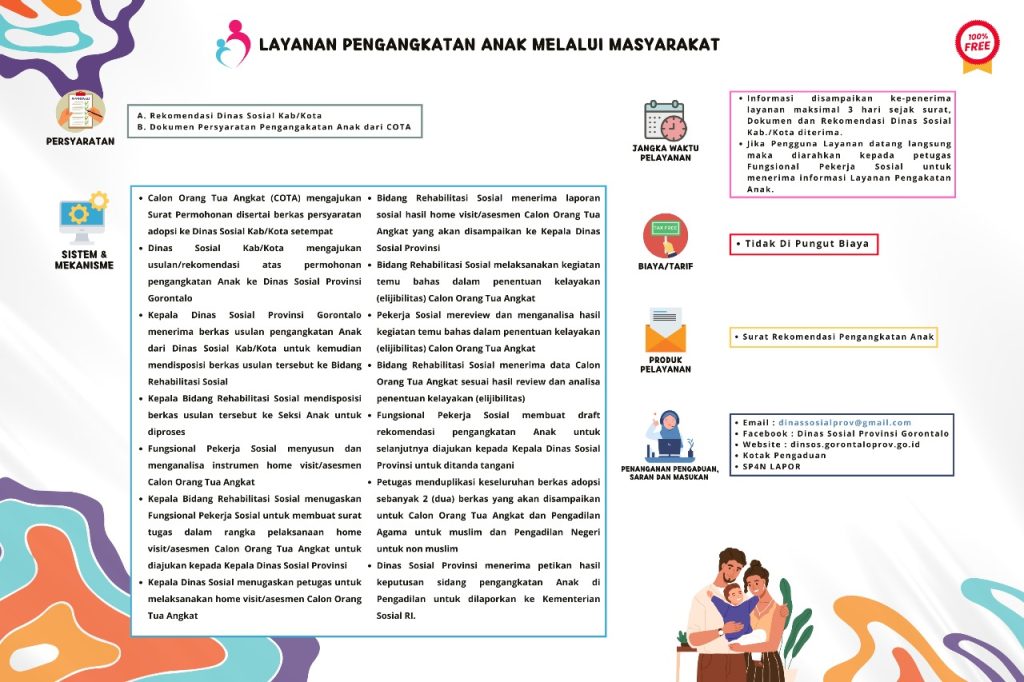 LAYANAN PENGANGKATAN ANAK MELALUI MASYARAKAT
100%
FREE
PERSYARATAN
A. Rekomendasi Dinas Sosial Kab/Kota
B. Dokumen Persyaratan Pengangakatan Anak dari COTA
SISTEM &
MEKANISME
• Calon Orang Tua Angkat (COTA) mengajukan
Surat Permohonan disertai berkas persyaratan
adopsi ke Dinas Sosial Kab/Kota setempat
• Dinas Sosial Kab/Kota mengajukan
usulan/rekomendasi atas permohonan
pengangkatan Anak ke Dinas Sosial Provinsi
Gorontalo
• Kepala Dinas Sosial Provinsi Gorontalo
menerima berkas usulan pengangkatan Anak
dari Dinas Sosial Kab/Kota untuk kemudian
mendisposisi berkas usulan tersebut ke Bidang
Rehabilitasi Sosial
• Kepala Bidang Rehabilitasi Sosial mendisposisi
berkas usulan tersebut ke Seksi Anak untuk
diproses
• Fungsional Pekerja Sosial menyusun dan
menganalisa instrumen home visit/asesmen
Calon Orang Tua Angkat
• Kepala Bidang Rehabilitasi Sosial menugaskan
Fungsional Pekerja Sosial untuk membuat surat
tugas dalam rangka pelaksanaan home
visit/asesmen Calon Orang Tua Angkat untuk
diajukan kepada Kepala Dinas Sosial Provinsi
• Kepala Dinas Sosial menugaskan petugas untuk
melaksanakan home visit/asesmen Calon Orang
Tua Angkat
• Bidang Rehabilitasi Sosial menerima laporan
sosial hasil home visit/asesmen Calon Orang Tua
Angkat yang akan disampaikan ke Kepala Dinas
Sosial Provinsi
• Bidang Rehabilitasi Sosial melaksanakan kegiatan
temu bahas dalam penentuan kelayakan
(elijibilitas) Calon Orang Tua Angkat
• Pekerja Sosial mereview dan menganalisa hasil
kegiatan temu bahas dalam penentuan kelayakan
(elijibilitas) Calon Orang Tua Angkat
• Bidang Rehabilitasi Sosial menerima data Calon
Orang Tua Angkat sesuai hasil review dan analisa
penentuan kelayakan (elijibilitas)
• Fungsional Pekerja Sosial membuat draft
rekomendasi pengangkatan Anak untuk
selanjutnya diajukan kepada Kepala Dinas Sosial
Provinsi untuk ditanda tangani
• Petugas menduplikasi keseluruhan berkas adopsi
sebanyak 2 (dua) berkas yang akan disampaikan
untuk Calon Orang Tua Angkat dan Pengadilan
Agama untuk muslim dan Pengadilan Negeri
untuk non muslim
• Dinas Sosial Provinsi menerima petikan hasil
keputusan sidang pengangkatan Anak di
Pengadilan untuk dilaporkan ke Kementerian
Sosial RI.
JANGKA WAKTU
PELAYANAN
• Informasi disampaikan ke-penerima
layanan maksimal 3 hari sejak surat,
Dokumen dan Rekomendasi Dinas Sosial
Kab./Kota diterima.
• Jika Pengguna Layanan datang langsung
maka diarahkan kepada petugas
Fungsional Pekerja Sosial untuk
menerima informasi Layanan Pengakatan
Anak.
TAX FREE
BIAYA/TARIF
• Tidak Di Pungut Biaya
PRODUK
PELAYANAN
• Surat Rekomendasi Pengangkatan Anak
PENANGANAN PENGADUAN,
SARAN DAN MASUKAN
• Email : dinassosialprov@gmail.com
• Facebook : Dinas Sosial Provinsi Gorontalo
• Website : dinsos.gorontaloprov.go.id
• Kotak Pengaduan
• SP4N LAPOR